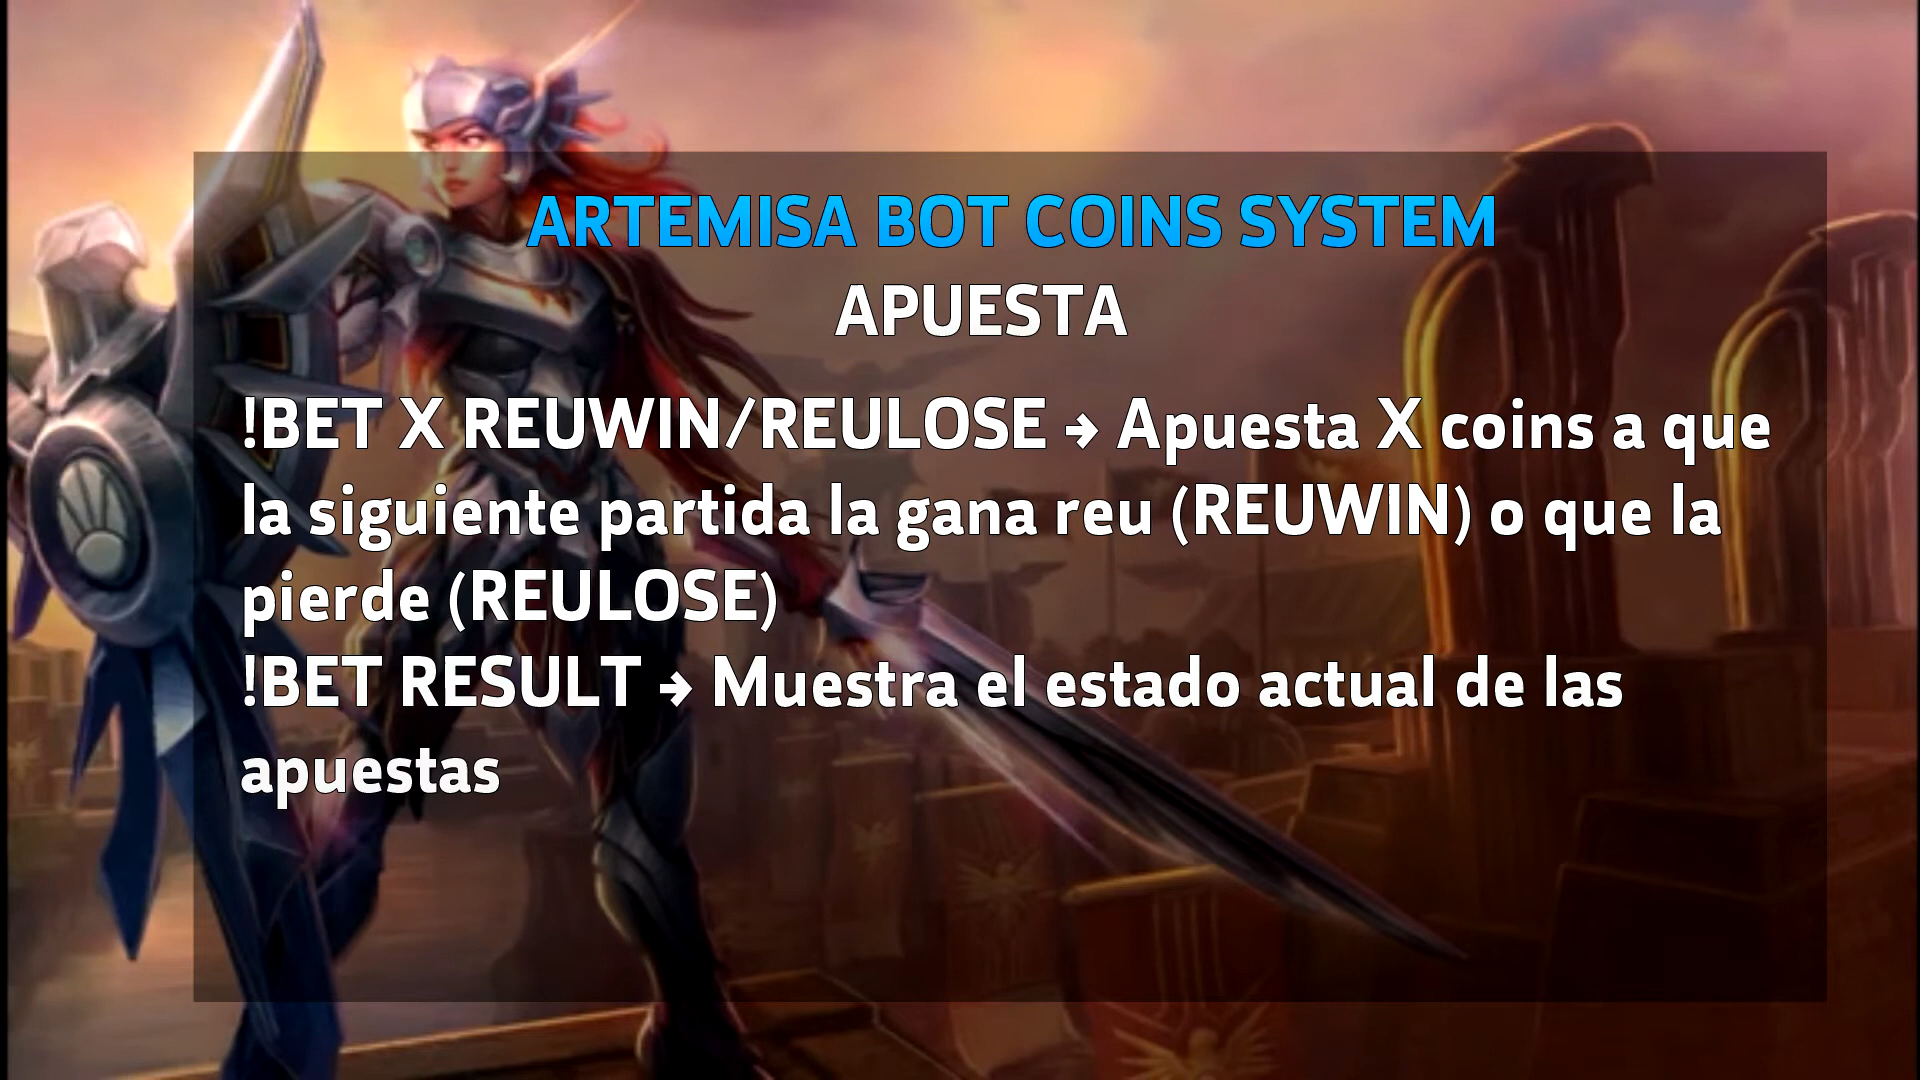 ARTEMISA BOT COINS SYSTEM
APUESTA
!BET X REUWIN/REULOSE → Apuesta X coins a que
la siguiente partida la gana reu (REUWIN) o que la
pierde (REULOSE)
!BET RESULT → Muestra el estado actual de las
apuestas